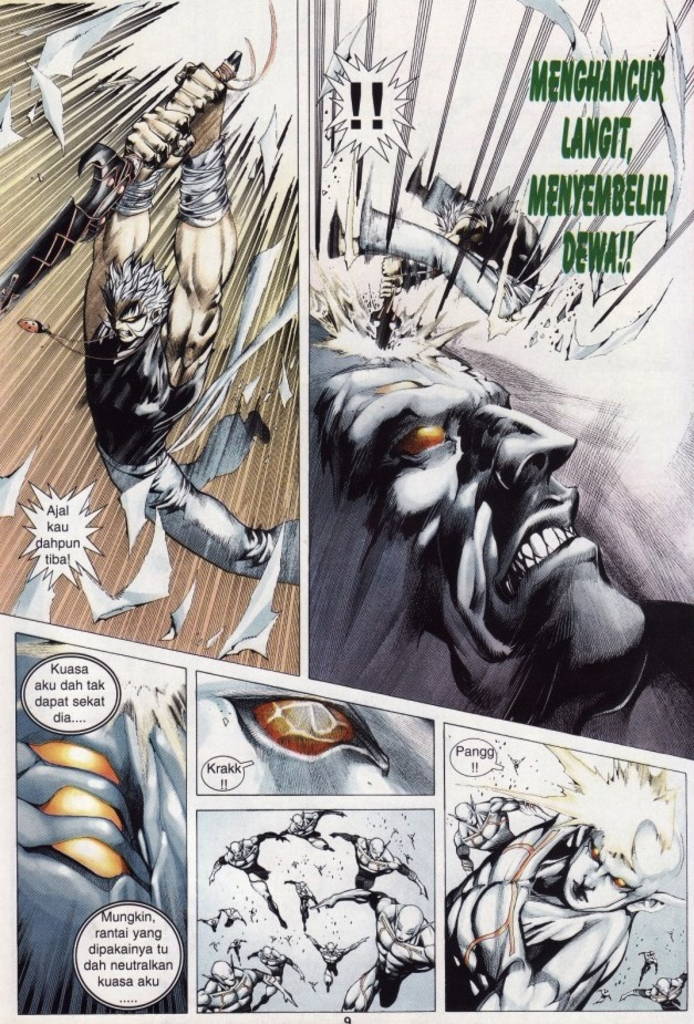 Ajal
kau
dahpun
tiba!
!!
MENGHANCUR
LANGIT,
MENYEMBELIH
DEWA!!
Kuasa
aku dah tak
dapat sekat
dia....
Mungkin,
rantai yang
dipakainya tu
dah neutralkan
kuasa aku
.....
Krakk
!!
Pangg
!!
9